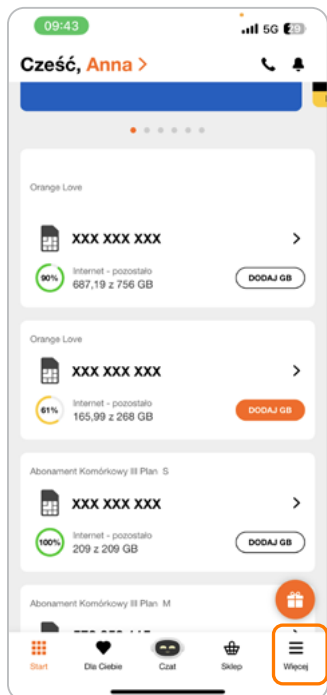 09:43
5G 29
Cześć, Anna >
Orange Love
XXX XXX XXX
90%
Internet - pozostało
687,19 z 756 GB
DODAJ GB
Orange Love
XXX XXX XXX
61%
Internet - pozostało
165,99 z 268 GB
DODAJ GB
Abonament Komórkowy III Plan S
XXX XXX XXX
100%
Internet - pozostało
209 z 209 GB
DODAJ GB
Abonament Komórkowy III Plan M
Start
Dla Ciebie
Czat
Sklep
Więcej